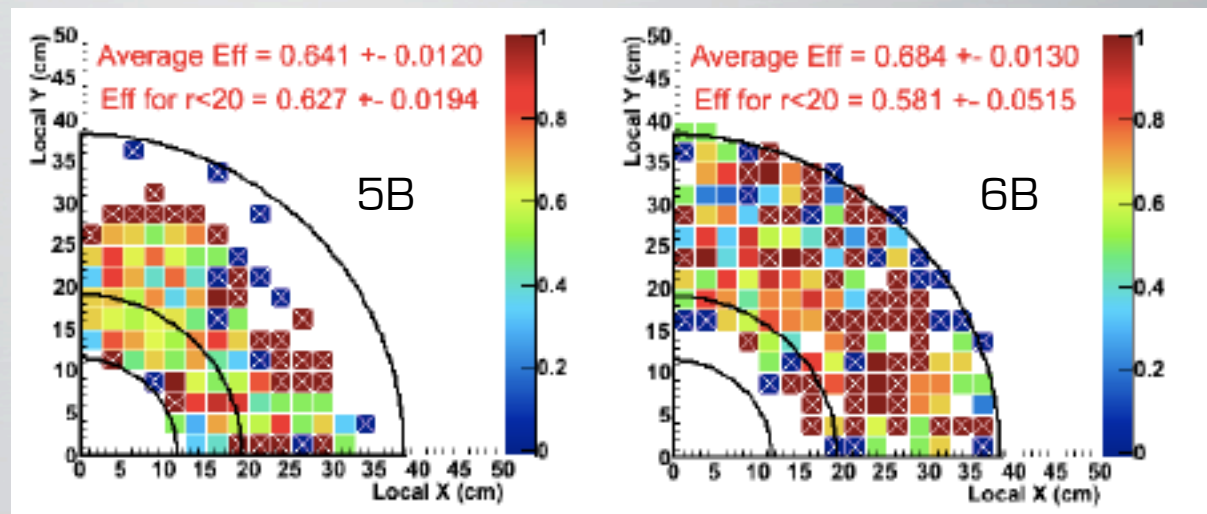 Average Eff = 0.641 +- 0.0120
Eff for r<20 = 0.627 +- 0.0194
5B
Local Y (cm)
50
45
40
35
30
25
20
15
10
5
0
0 5 10 15 20 25 30 35 40 45 50
Local X (cm)
1
0.8
0.6
0.4
0.2
0
Average Eff = 0.684 +- 0.0130
Eff for r<20 = 0.581 +- 0.0515
6B
Local Y (cm)
50
45
40
35
30
25
20
15
10
5
0
0 5 10 15 20 25 30 35 40 45 50
Local X (cm)
1
0.8
0.6
0.4
0.2
0